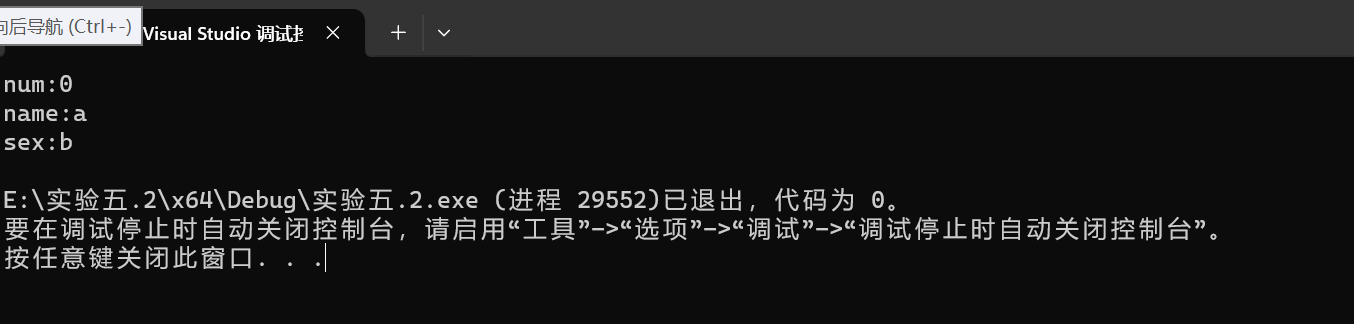 向后导航 (Ctrl+-)
Visual Studio 调试
num:0
name:a
sex:b
E:\实验五.2\x64\Debug\实验五.2.exe (进程 29552)已退出，代码为 0。
要在调试停止时自动关闭控制台，请启用“工具”->“选项”->“调试”->“调试停止时自动关闭控制台”。
按任意键关闭此窗口. . .